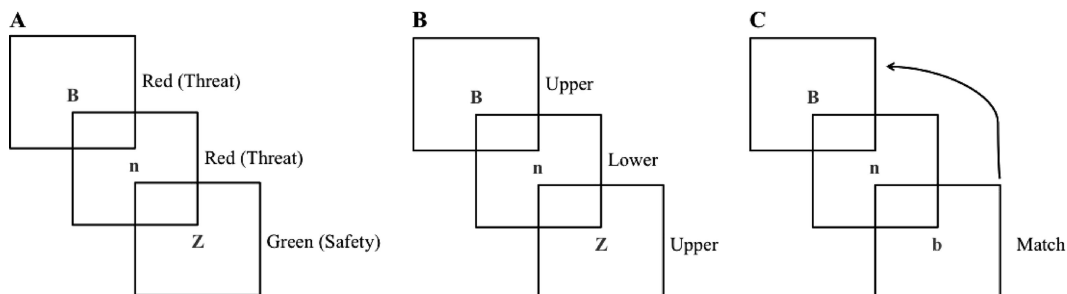 A
Red (Threat)
B
Red (Threat)
n
Z
Green (Safety)
B
Upper
B
Lower
n
Z
Upper
C
B
n
b
Match